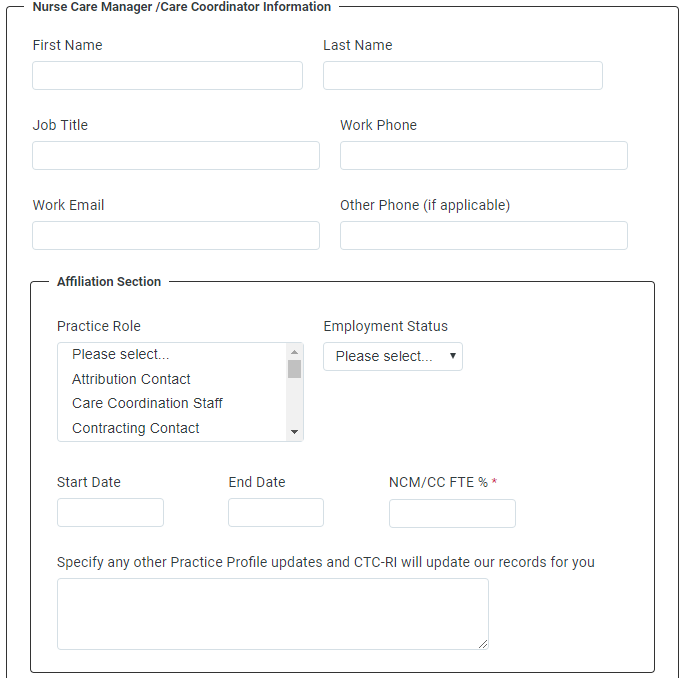 Nurse Care Manager /Care Coordinator Information
First Name Last Name
Job Title Work Phone
Work Email Other Phone (if applicable)
Affiliation Section
Practice Role Employment Status
Please select... Please select...
Attribution Contact
Care Coordination Staff
Contracting Contact
Start Date End Date NCM/CC FTE % *
Specify any other Practice Profile updates and CTC-RI will update our records for you